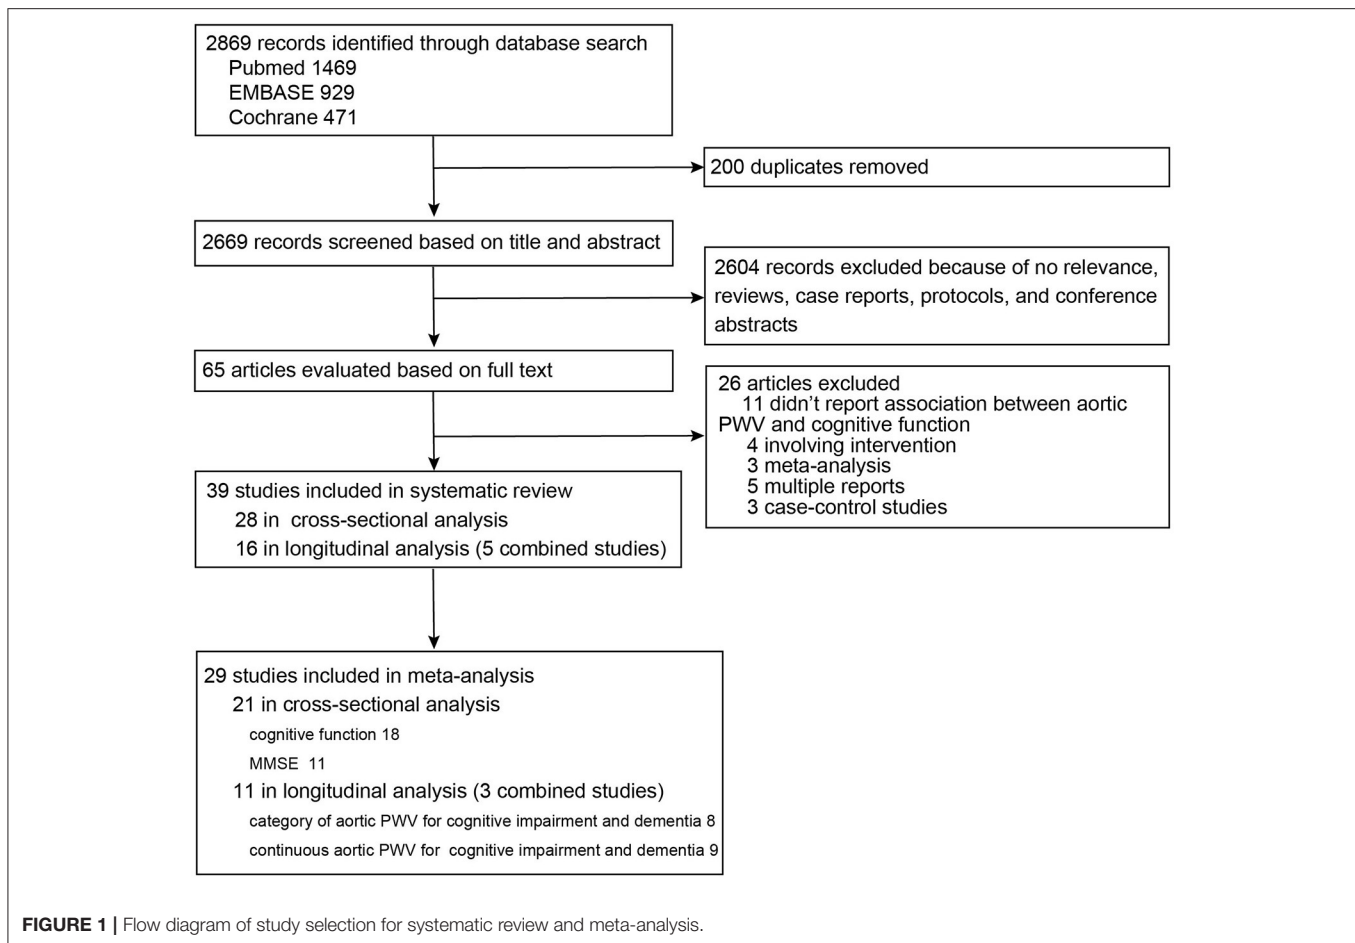 2869 records identified through database search
Pubmed 1469
EMBASE 929
Cochrane 471
200 duplicates removed
2669 records screened based on title and abstract
2604 records excluded because of no relevance,
reviews, case reports, protocols, and conference
abstracts
65 articles evaluated based on full text
26 articles excluded
11 didn't report association between aortic
PWV and cognitive function
4 involving intervention
3 meta-analysis
5 multiple reports
3 case-control studies
39 studies included in systematic review
28 in cross-sectional analysis
16 in longitudinal analysis (5 combined studies)
29 studies included in meta-analysis
21 in cross-sectional analysis
cognitive function 18
MMSE 11
11 in longitudinal analysis (3 combined studies)
category of aortic PWV for cognitive impairment and dementia 8
continuous aortic PWV for cognitive impairment and dementia 9
FIGURE 1 | Flow diagram of study selection for systematic review and meta-analysis.